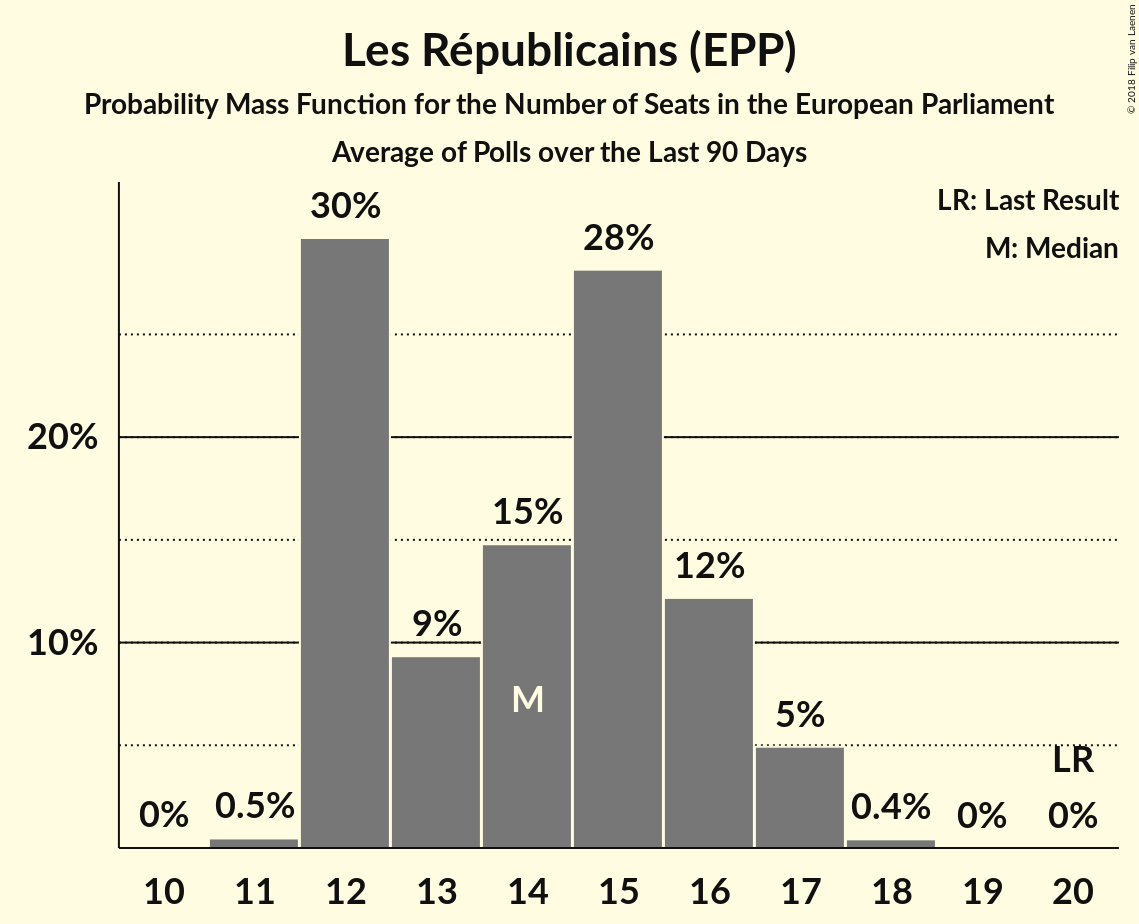 Les Républicains (EPP)
Probability Mass Function for the Number of Seats in the European Parliament
Average of Polls over the Last 90 Days
© 2018 Filip van Laenen
LR: Last Result
M: Median
30%
28%
20%
15%
12%
10%
9%
M
5%
LR
0%
0.5%
0.4%
0%
0%
10 11 12 13 14 15 16 17 18 19 20